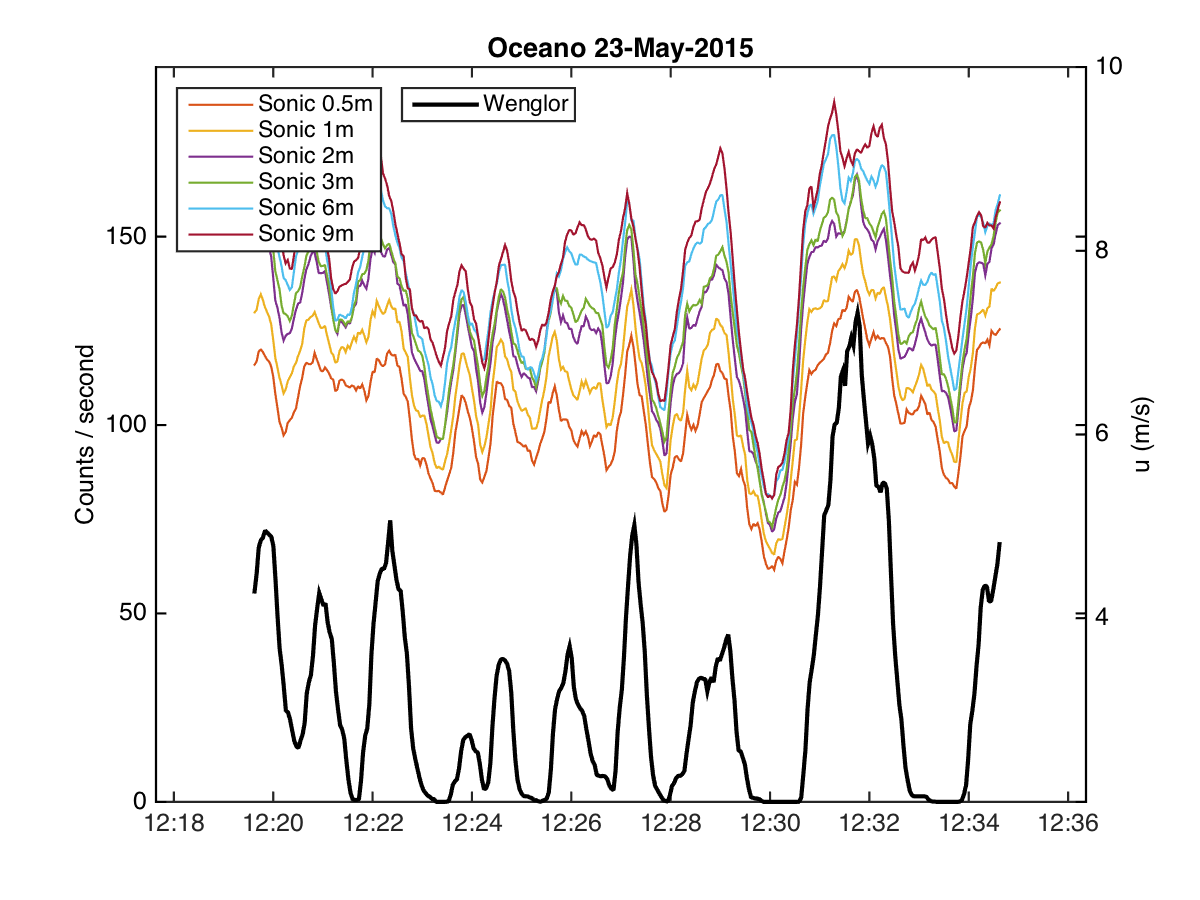 Oceano 23-May-2015
Sonic 0.5m
Sonic 1m
Sonic 2m
Sonic 3m
Sonic 6m
Sonic 9m
Wenglor
Counts / second
150
100
50
0
10
8
6
4
u (m/s)
12:18 12:20 12:22 12:24 12:26 12:28 12:30 12:32 12:34 12:36